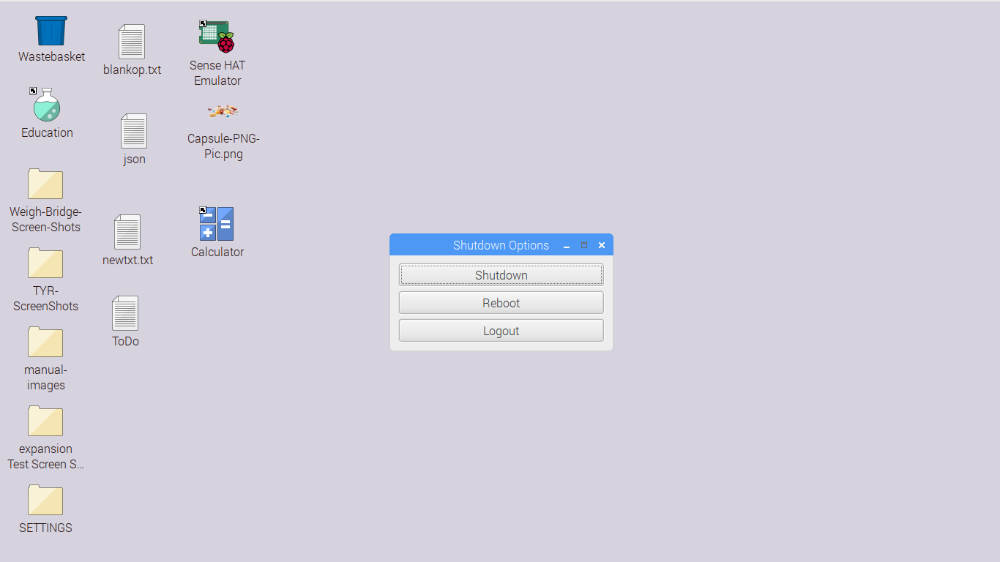 Wastebasket
Education
Weigh-Bridge-
Screen-Shots
TYR-
ScreenShots
manual-
images
expansion
Test Screen S...
SETTINGS
blankop.txt
json
newtxt.txt
ToDo
Sense HAT
Emulator
Capsule-PNG-
Pic.png
Calculator
Shutdown Options
Shutdown
Reboot
Logout